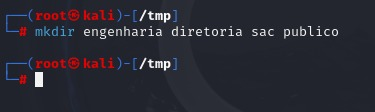 ┌──(root㉿kali)-[/tmp]
└─# mkdir engenharia diretoria sac publico
┌──(root㉿kali)-[/tmp]
└─#